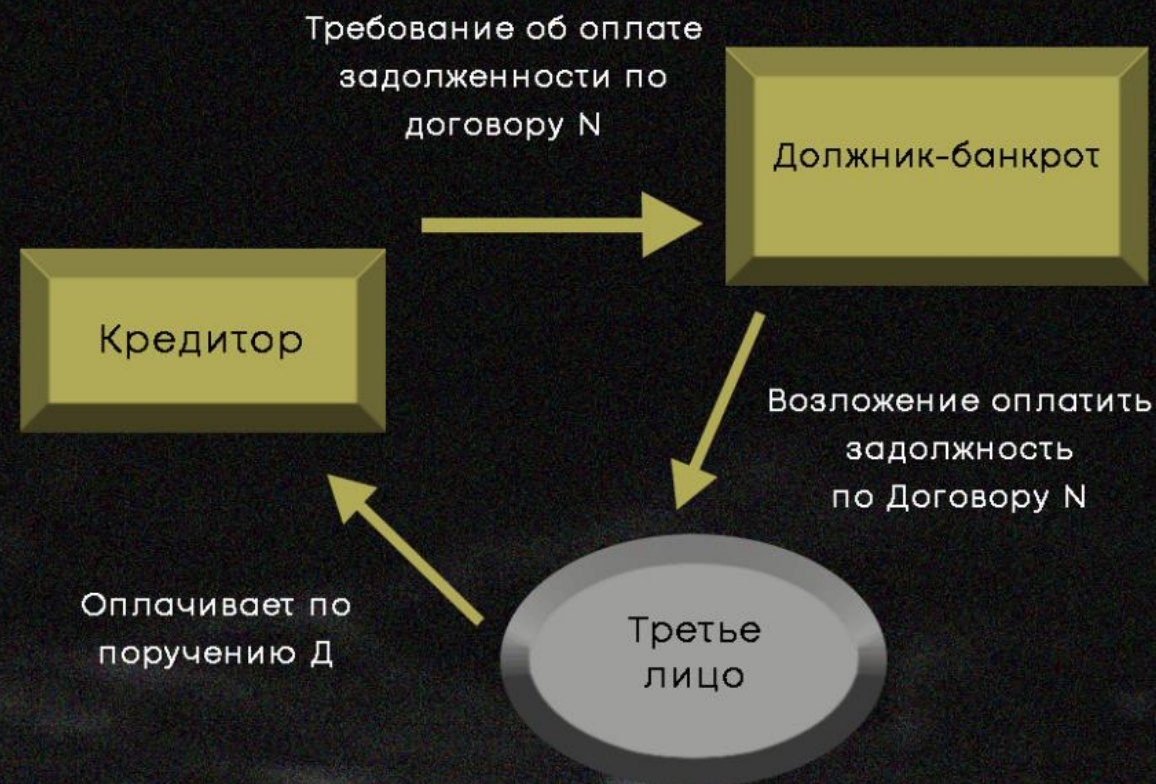 Требование об оплате
задолженности по
договору N
Должник-банкрот
Кредитор
Возложение оплатить
задолжность
по Договору N
Оплачивает по
поручению Д
Третье
лицо